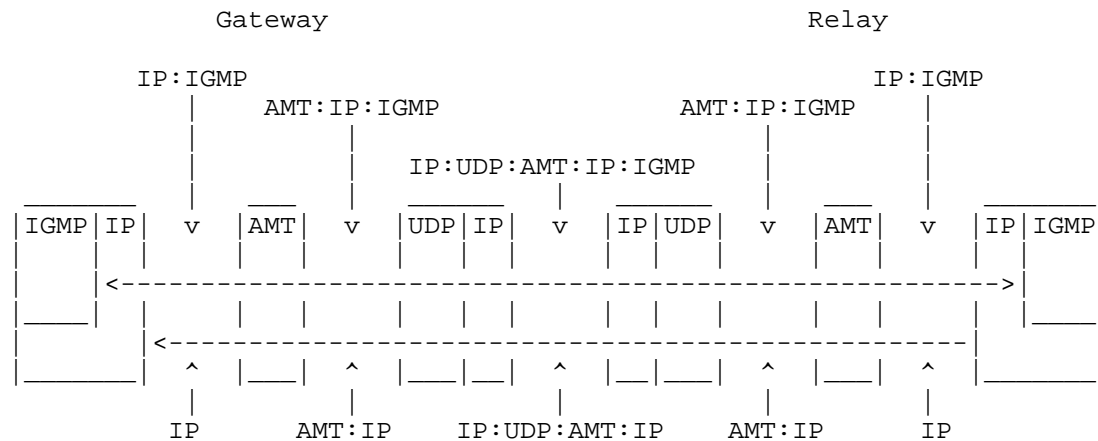 Gateway Relay
IP:IGMP IP:IGMP
AMT:IP:IGMP AMT:IP:IGMP
IP:UDP:AMT:IP:IGMP
IGMP IP v AMT v UDP IP v IP UDP v AMT v IP IGMP
IP AMT:IP IP:UDP:AMT:IP AMT:IP IP